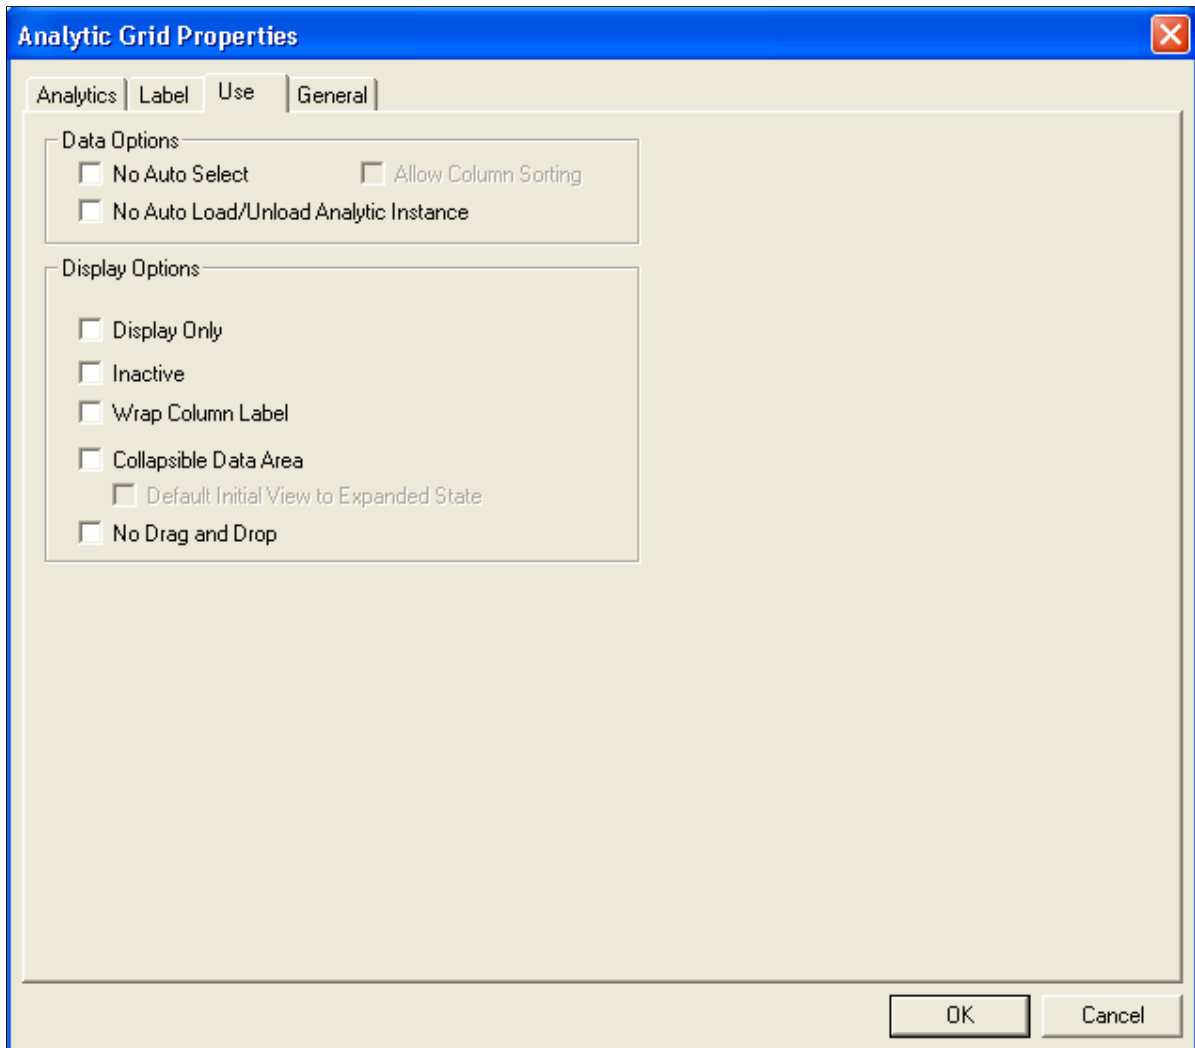 Analytic Grid Properties
Analytics Label Use General
Data Options
No Auto Select Allow Column Sorting
No Auto Load/Unload Analytic Instance
Display Options
Display Only
Inactive
Wrap Column Label
Collapsible Data Area
Default Initial View to Expanded State
No Drag and Drop
OK Cancel